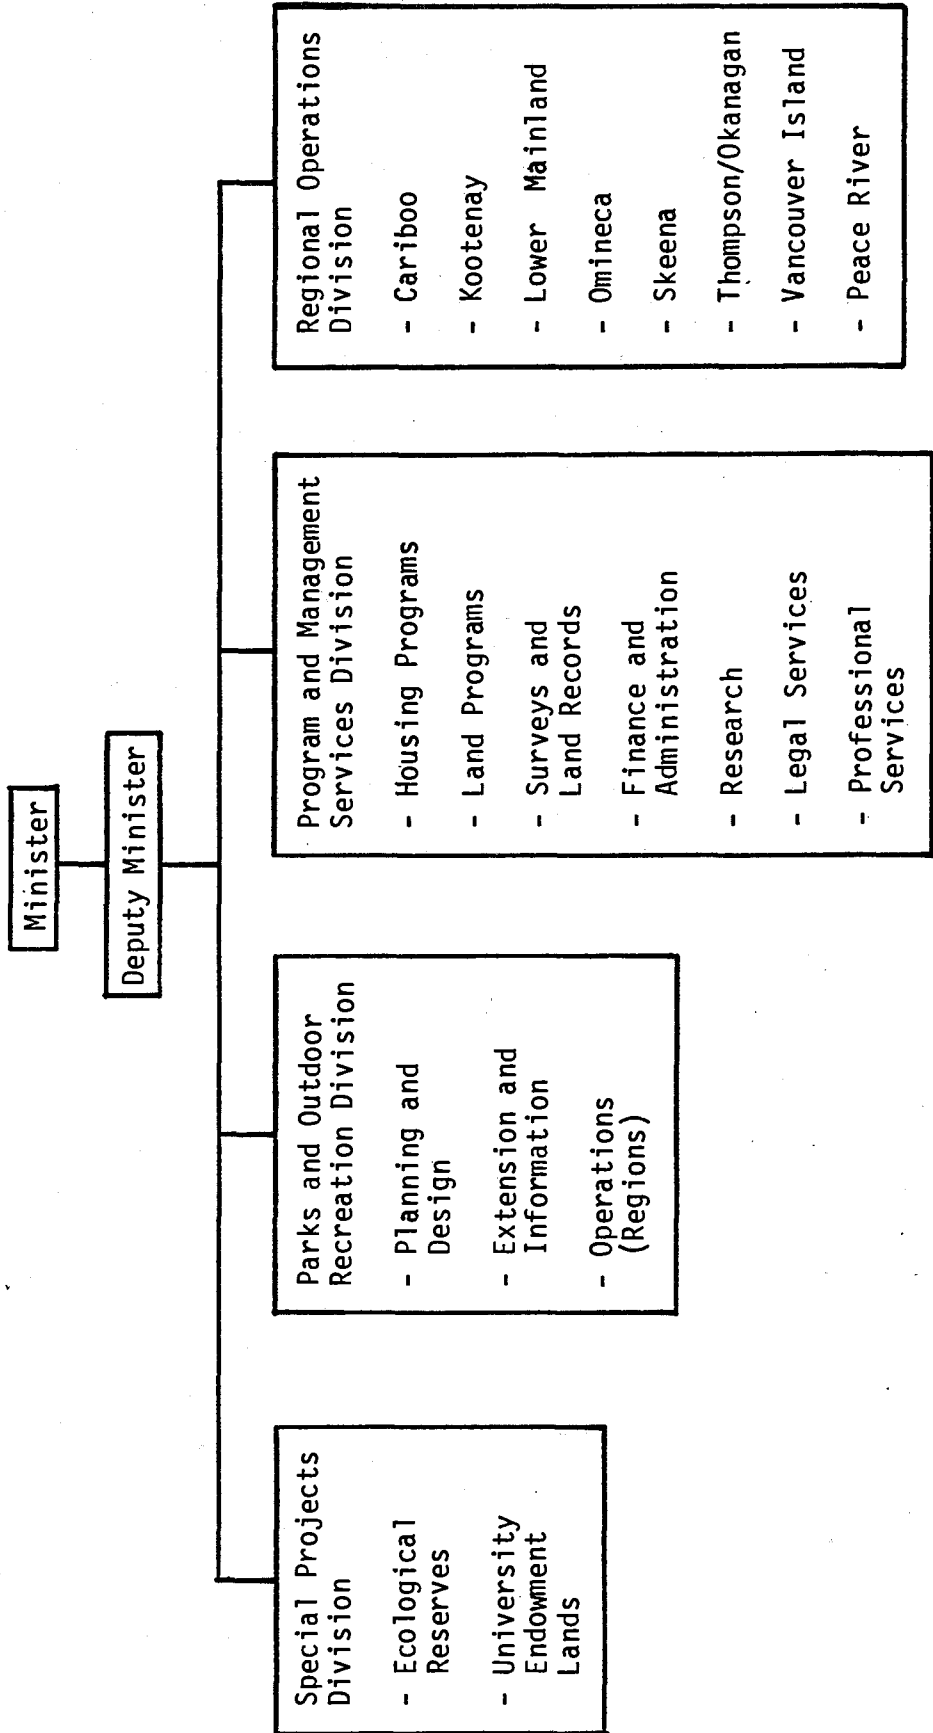 Minister
Deputy Minister
Special Projects
Division
- Ecological
Reserves
- University
Endowment
Lands
Parks and Outdoor
Recreation Division
- Planning and
Design
- Extension and
Information
- Operations
(Regions)
Program and Management
Services Division
- Housing Programs
- Land Programs
- Surveys and
Land Records
- Finance and
Administration
- Research
- Legal Services
- Professional
Services
Regional Operations
Division
- Cariboo
- Kootenay
- Lower Mainland
- Omineca
- Skeena
- Thompson/Okanagan
- Vancouver Island
- Peace River